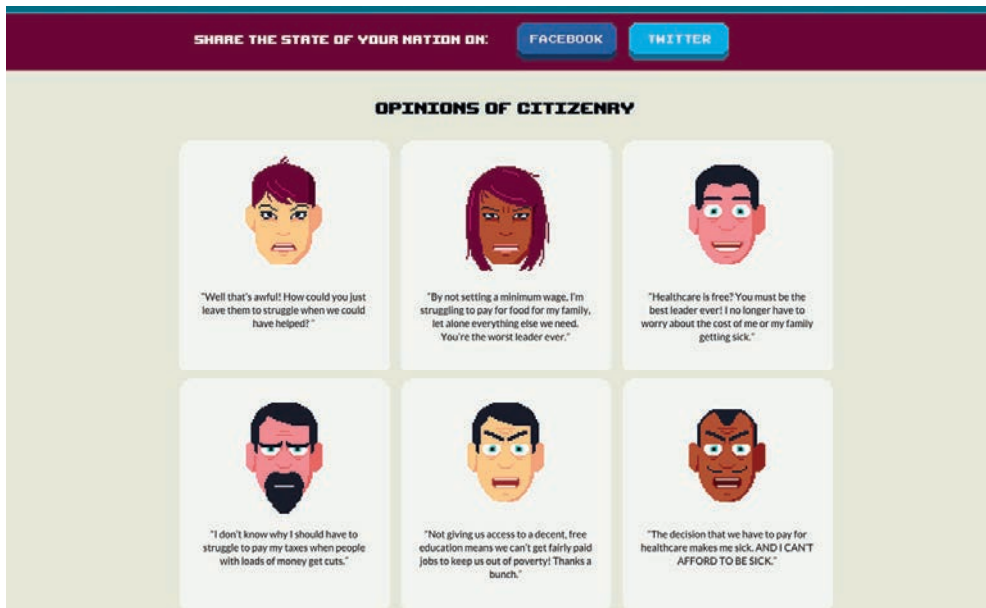 SHARE THE STATE OF YOUR NATION ON:
FACEBOOK
TWITTER
OPINIONS OF CITIZENRY
"Well that's awful! How could you just
leave them to struggle when we could
have helped? "
"By not setting a minimum wage, I'm
struggling to pay for food for my family,
let alone everything else we need.
You're the worst leader ever."
"Healthcare is free? You must be the
best leader ever! I no longer have to
worry about the cost of me or my family
getting sick."
"I don't know why I should have to
struggle to pay my taxes when people
with loads of money get cuts."
"Not giving us access to a decent, free
education means we can't get fairly paid
jobs to keep us out of poverty! Thanks a
bunch."
"The decision that we have to pay for
healthcare makes me sick. AND I CAN'T
AFFORD TO BE SICK."